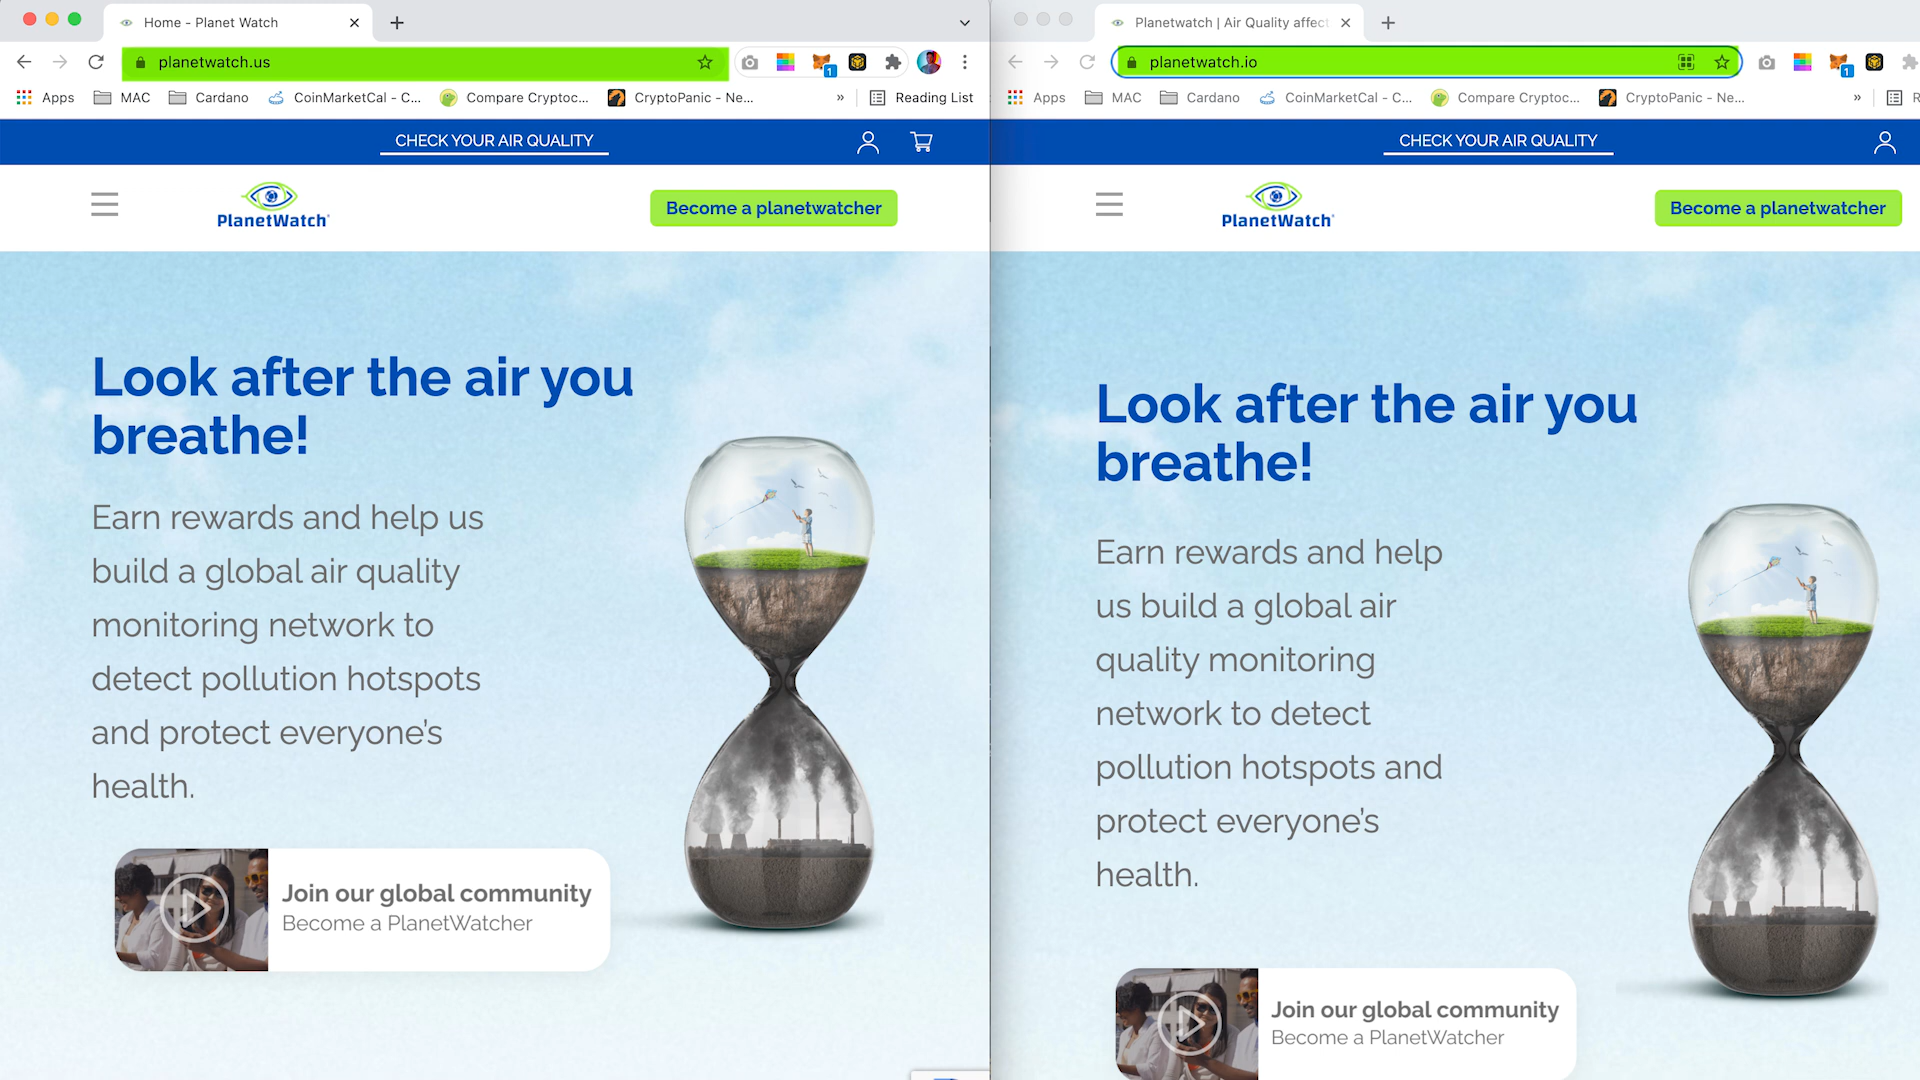 Home - Planet Watch
planetwatch.us
1
Apps
MAC
Cardano
CoinMarketCal - C...
Compare Cryptoc...
CryptoPanic - Ne...
»
Reading List
CHECK YOUR AIR QUALITY
PlanetWatch
Become a planetwatcher
Look after the air you
breathe!
Earn rewards and help us
build a global air quality
monitoring network to
detect pollution hotspots
and protect everyone's
health.
Join our global community
Become a PlanetWatcher
Planetwatch | Air Quality affect
planetwatch.io
1
Apps
MAC
Cardano
CoinMarketCal - C...
Compare Cryptoc...
CryptoPanic - Ne...
»
R
CHECK YOUR AIR QUALITY
PlanetWatch
Become a planetwatcher
Look after the air you
breathe!
Earn rewards and help
us build a global air
quality monitoring
network to detect
pollution hotspots and
protect everyone's
health.
Join our global community
Become a PlanetWatcher